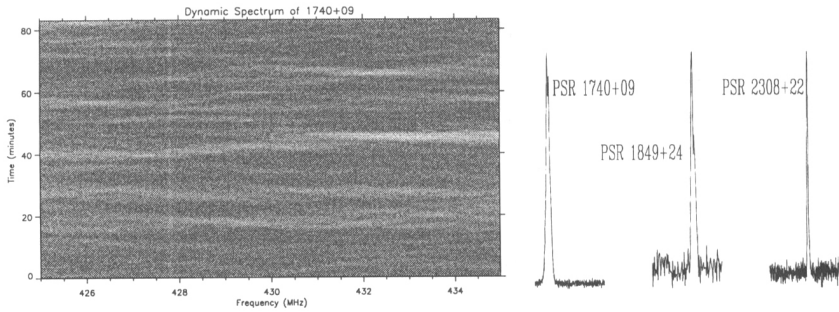 Dynamic Spectrum of 1740+09
80
60
40
20
0
Time (minutes)
426 428 430 432 434
Frequency (MHz)
PSR 1740+09
PSR 1849+24
PSR 2308+22